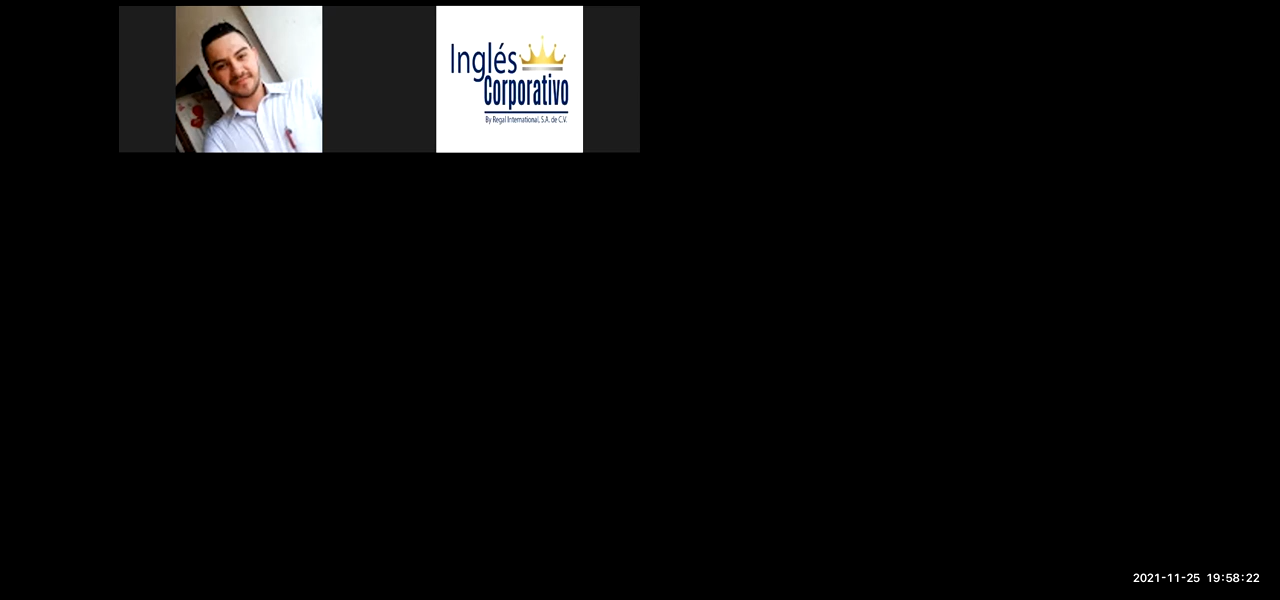 Inglés
Corporativo
By Regal International, S.A. de C.V.
2021-11-25 19:58:22